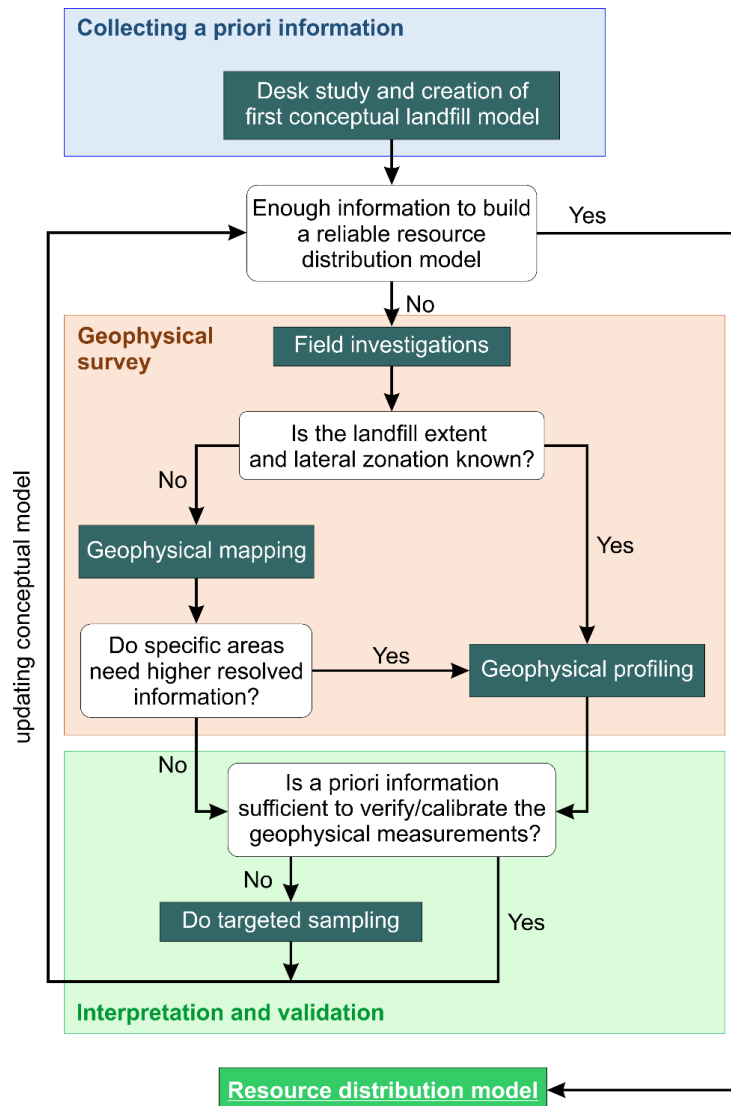 Collecting a priori information
Desk study and creation of
first conceptual landfill model
Enough information to build
a reliable resource
distribution model
Yes
No
Geophysical
survey
Field investigations
Is the landfill extent
and lateral zonation known?
No
Yes
Geophysical mapping
Do specific areas
need higher resolved
information?
Yes
Geophysical profiling
updating conceptual model
No
Is a priori information
sufficient to verify/calibrate the
geophysical measurements?
No
Yes
Do targeted sampling
Interpretation and validation
Resource distribution model